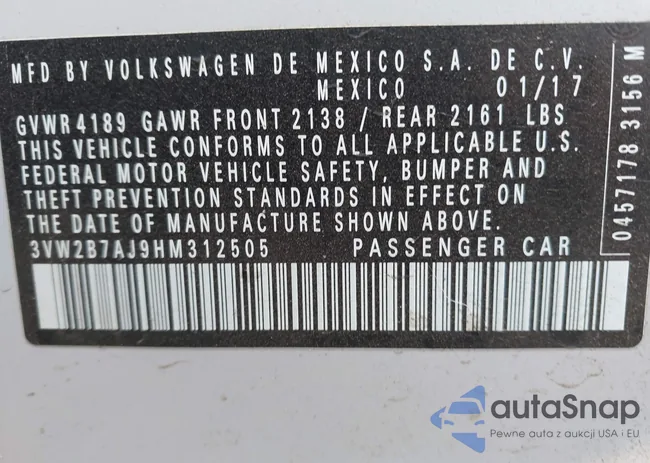 MFD BY VOLKSWAGEN DE MEXICO S.A. DE C.V.
MEXICO 01/17
GVWR 4189 GAWR FRONT 2138 / REAR 2161 LBS
THIS VEHICLE CONFORMS TO ALL APPLICABLE U.S.
FEDERAL MOTOR VEHICLE SAFETY, BUMPER AND
THEFT PREVENTION STANDARDS IN EFFECT ON
THE DATE OF MANUFACTURE SHOWN ABOVE.
3VW2B7AJ9HM312505 PASSENGER CAR
0457178 3156 M
autaSnap
Pewne auta z aukcji USA i EU